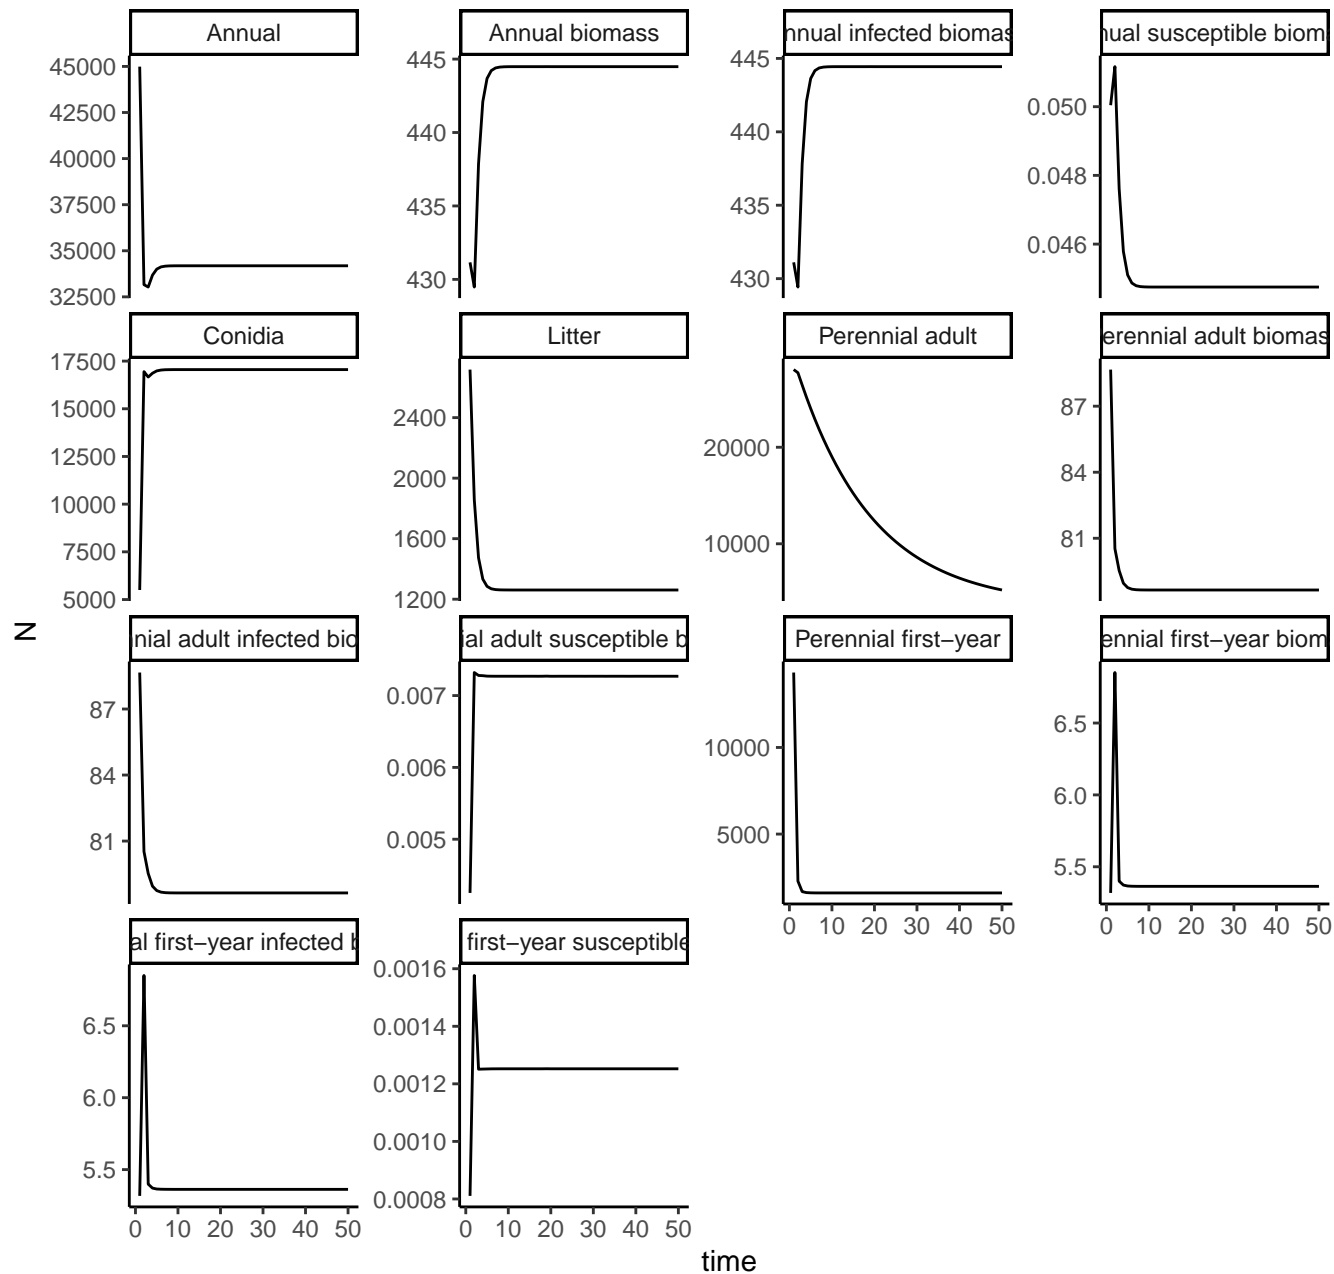 Annual
Annual biomass
nnual infected biomas
nual susceptible biom
45000
42500
40000
37500
35000
32500
445
440
435
430
445
440
435
430
0.050
0.048
0.046
Conidia
Litter
Perennial adult
erennial adult biomas
17500
15000
12500
10000
7500
5000
2400
2000
1600
1200
20000
10000
87
84
81
N
nnial adult infected bio
ial adult susceptible b
Perennial first−year
ennial first−year biom
87
84
81
0.007
0.006
0.005
10000
5000
6.5
6.0
5.5
0 10 20 30 40 50
0 10 20 30 40 50
al first−year infected b
first−year susceptible
6.5
6.0
5.5
0.0016
0.0014
0.0012
0.0010
0.0008
0 10 20 30 40 50
0 10 20 30 40 50
time